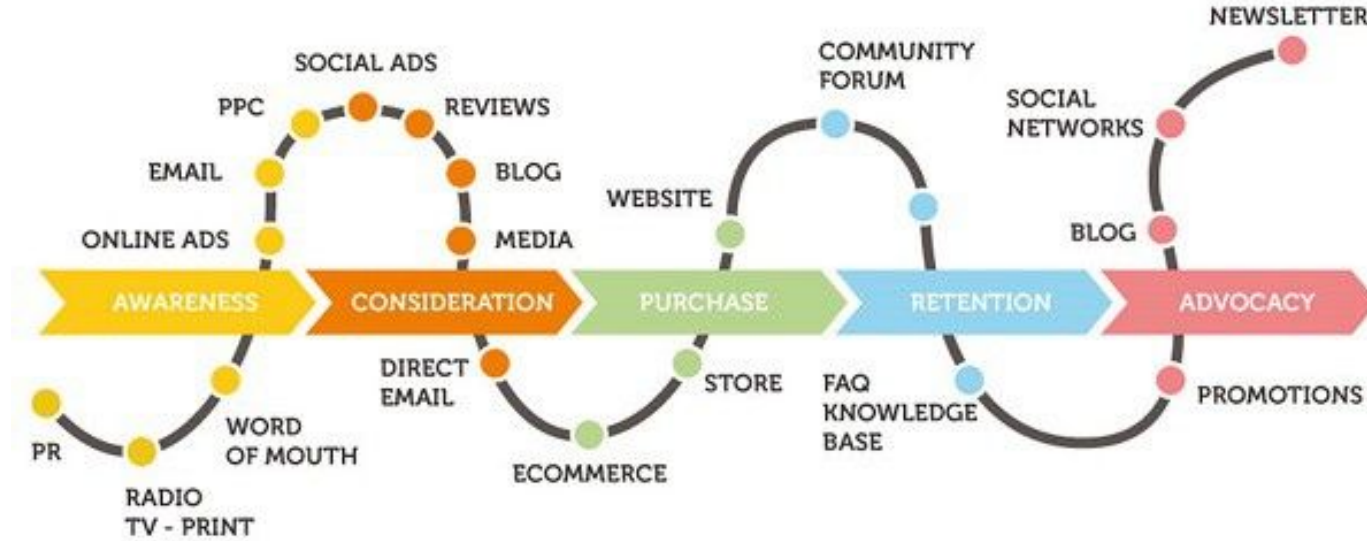 NEWSLETTER
COMMUNITY
FORUM
SOCIAL ADS
SOCIAL
NETWORKS
PPC
REVIEWS
EMAIL
BLOG
WEBSITE
ONLINE ADS
MEDIA
BLOG
AWARENESS
CONSIDERATION
PURCHASE
RETENTION
ADVOCACY
DIRECT
EMAIL
STORE
FAQ
KNOWLEDGE
BASE
PROMOTIONS
PR
WORD
OF MOUTH
ECOMMERCE
RADIO
TV - PRINT